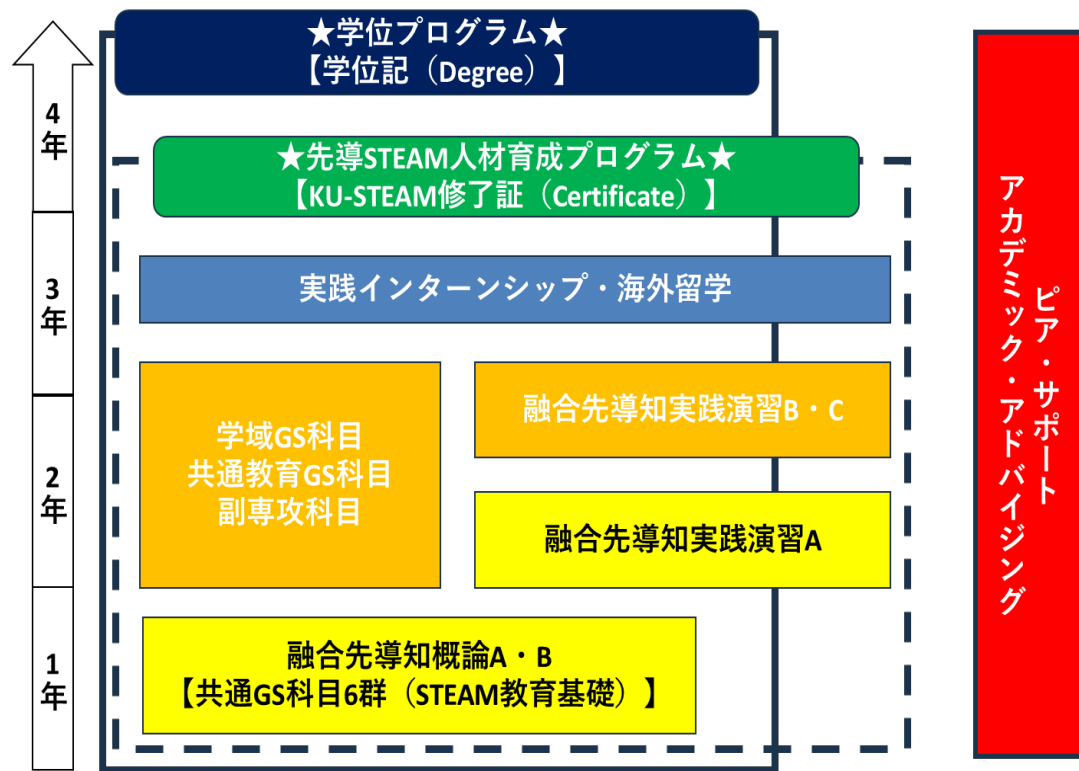 ★学位プログラム★
【学位記（Degree）】
★先導STEAM人材育成プログラム★
【KU-STEAM修了証（Certificate）】
実践インターンシップ・海外留学
学域GS科目
共通教育GS科目
副専攻科目
融合先導知実践演習B・C
融合先導知実践演習A
融合先導知概論A・B
【共通GS科目6群（STEAM教育基礎）】
4年
3年
2年
1年
ピア・サポート
アカデミック・アドバイジング